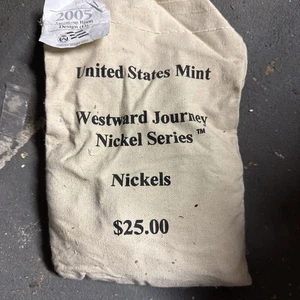 2005
United States Mint
Westward Journey
Nickel Series™
Nickels
$25.00